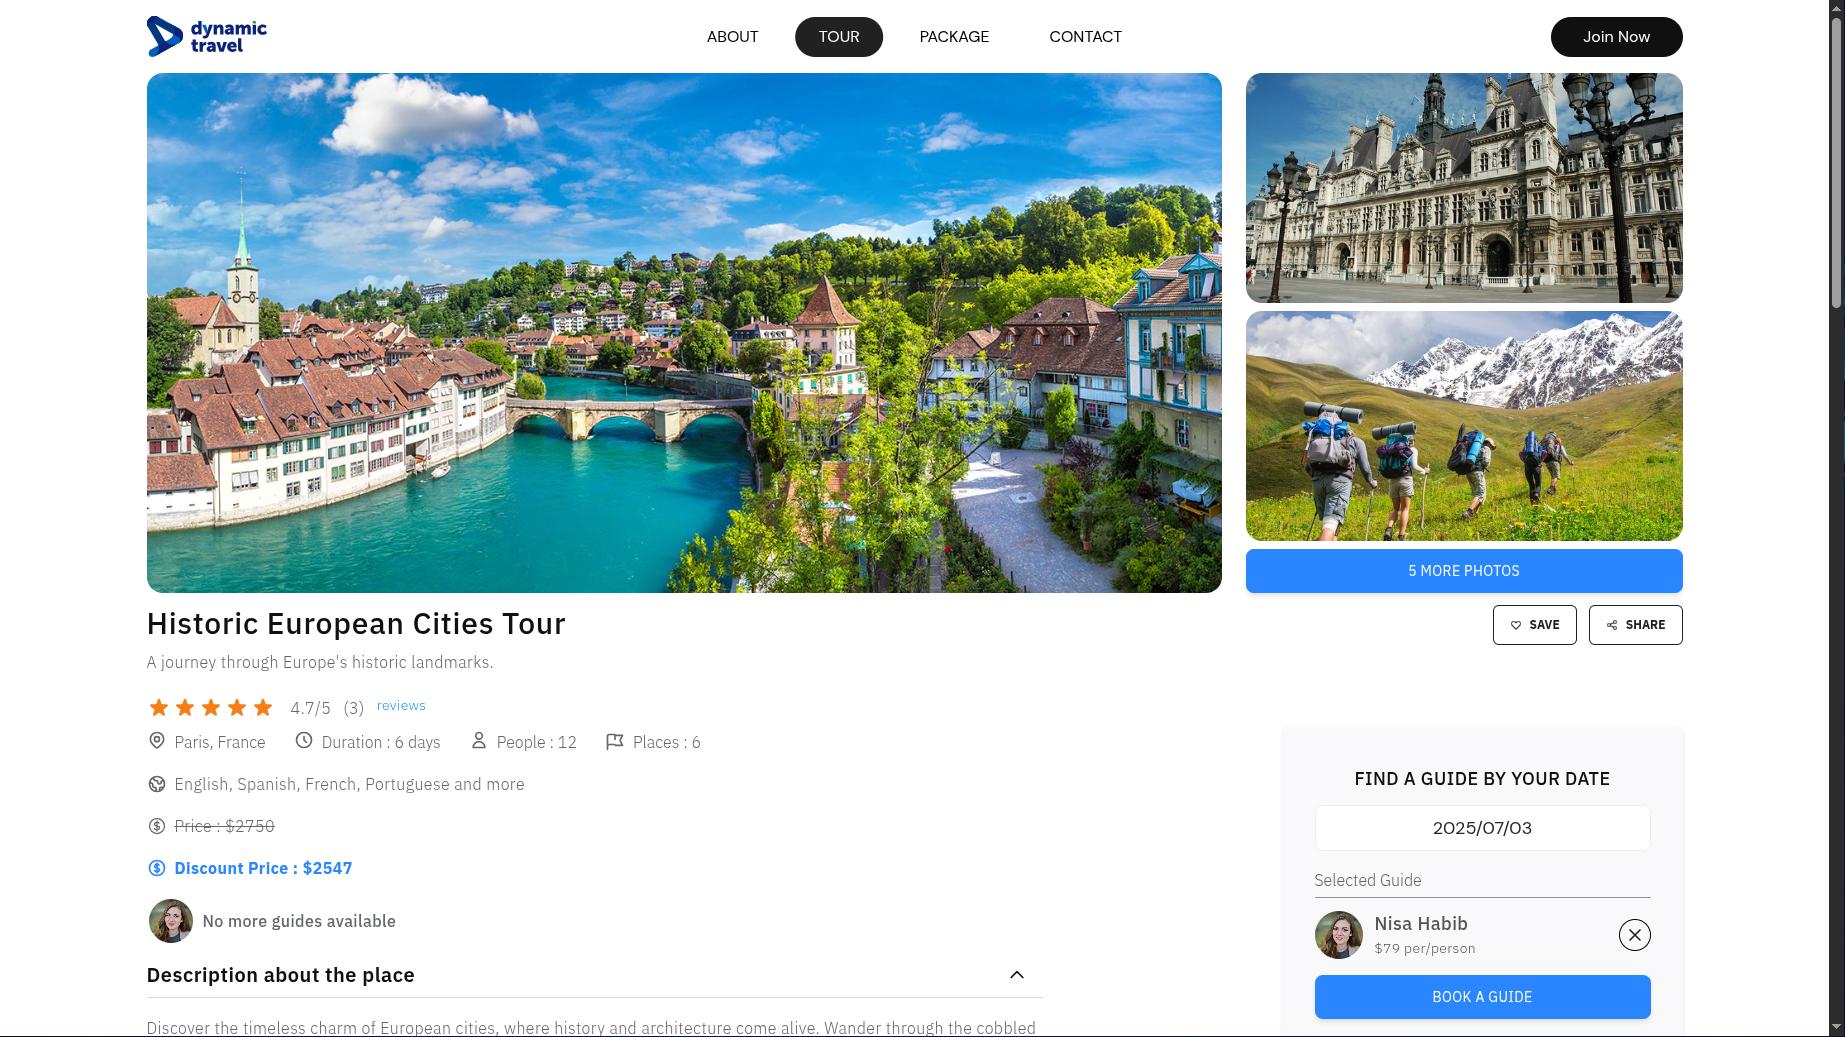 dynamic
travel
ABOUT
TOUR
PACKAGE
CONTACT
Join Now
5 MORE PHOTOS
Historic European Cities Tour
SAVE
SHARE
A journey through Europe's historic landmarks.
4.7/5 (3) reviews
Paris, France Duration : 6 days People : 12 Places : 6
English, Spanish, French, Portuguese and more
Price : $2750
Discount Price : $2547
No more guides available
Description about the place
Discover the timeless charm of European cities, where history and architecture come alive. Wander through the cobbled
FIND A GUIDE BY YOUR DATE
2025/07/03
Selected Guide
Nisa Habib
$79 per/person
BOOK A GUIDE